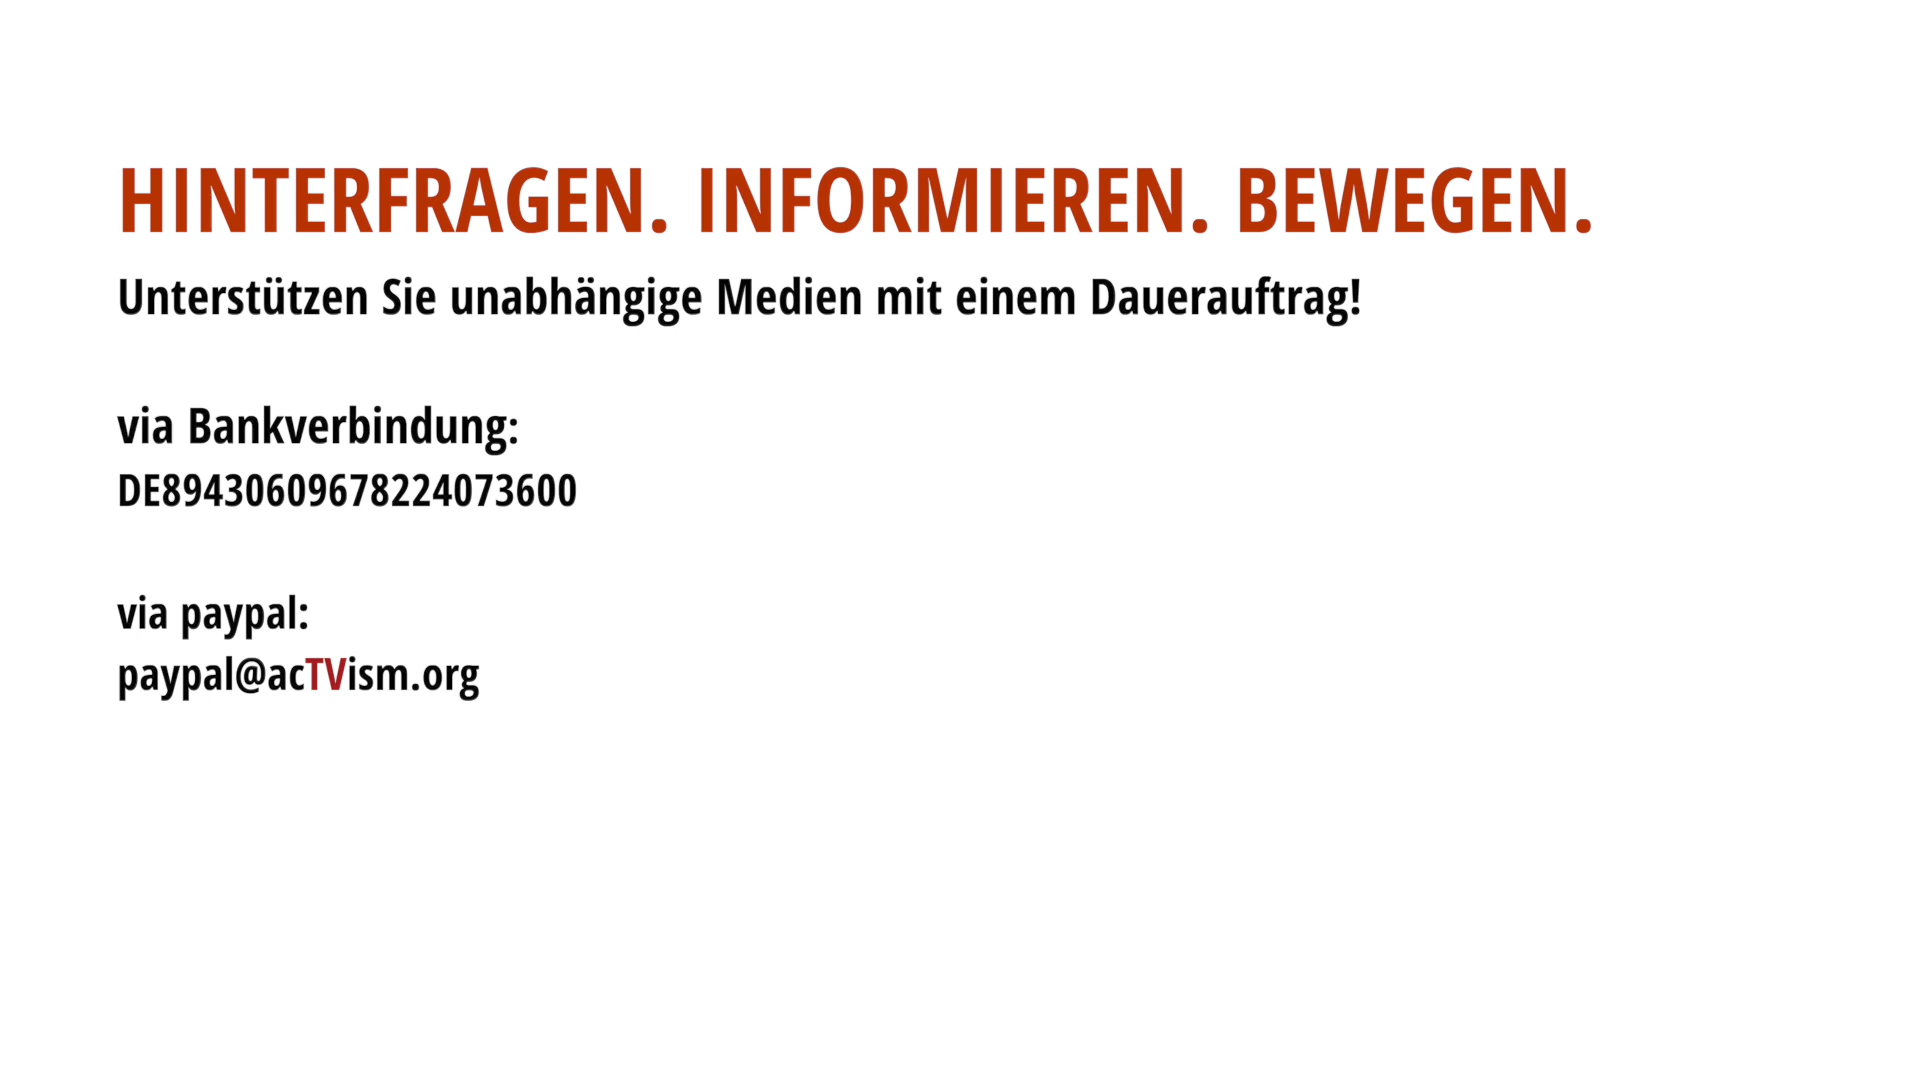 HINTERFRAGEN. INFORMIEREN. BEWEGEN.
Unterstützen Sie unabhängige Medien mit einem Dauerauftrag!
via Bankverbindung:
DE89430609678224073600
via paypal:
paypal@acTVism.org